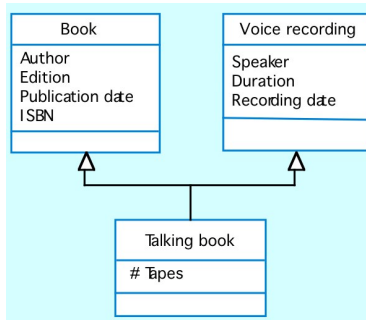 Book
Author
Edition
Publication date
ISBN
Voice recording
Speaker
Duration
Recording date
Talking book
# Tapes